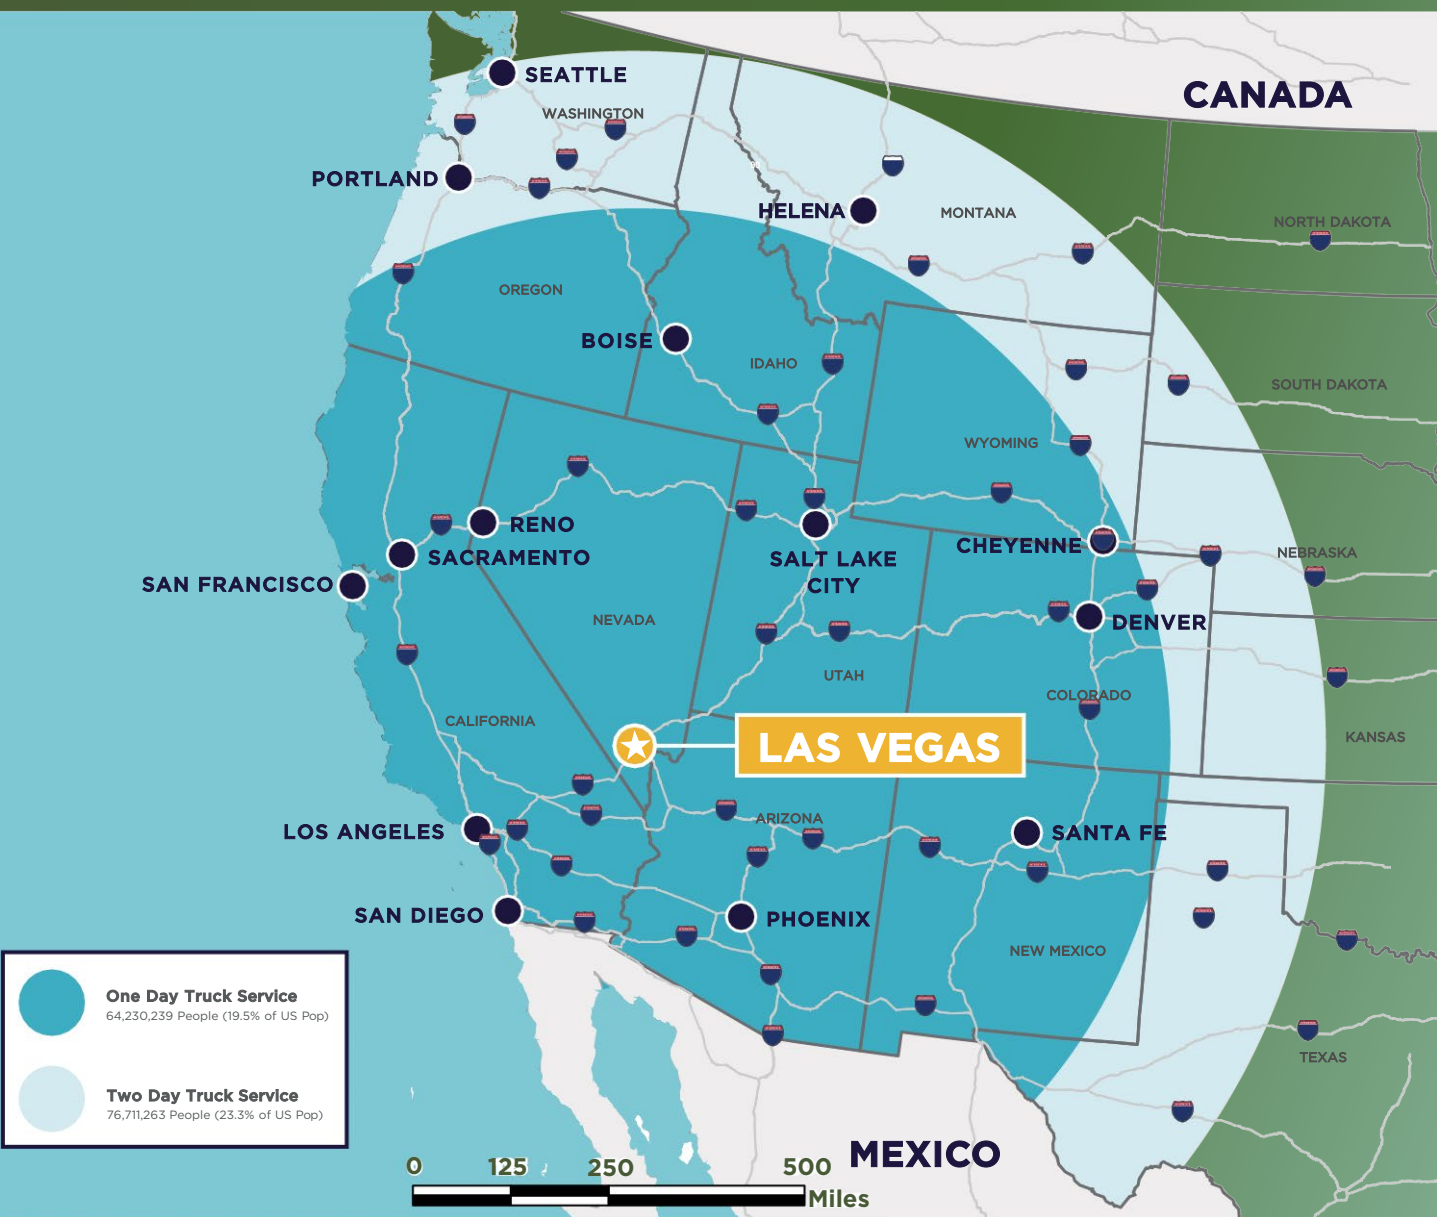 CANADA
SEATTLE
WASHINGTON
PORTLAND
HELENA
MONTANA
NORTH DAKOTA
OREGON
BOISE
IDAHO
SOUTH DAKOTA
WYOMING
RENO
SACRAMENTO
SAN FRANCISCO
SALT LAKE
CITY
CHEYENNE
NEBRASKA
NEVADA
DENVER
UTAH
COLORADO
CALIFORNIA
LAS VEGAS
KANSAS
LOS ANGELES
ARIZONA
SANTA FE
SAN DIEGO
PHOENIX
NEW MEXICO
TEXAS
One Day Truck Service
64,230,239 People (19.5% of US Pop)
Two Day Truck Service
76,711,263 People (23.3% of US Pop)
0 125 250 500
Miles
MEXICO